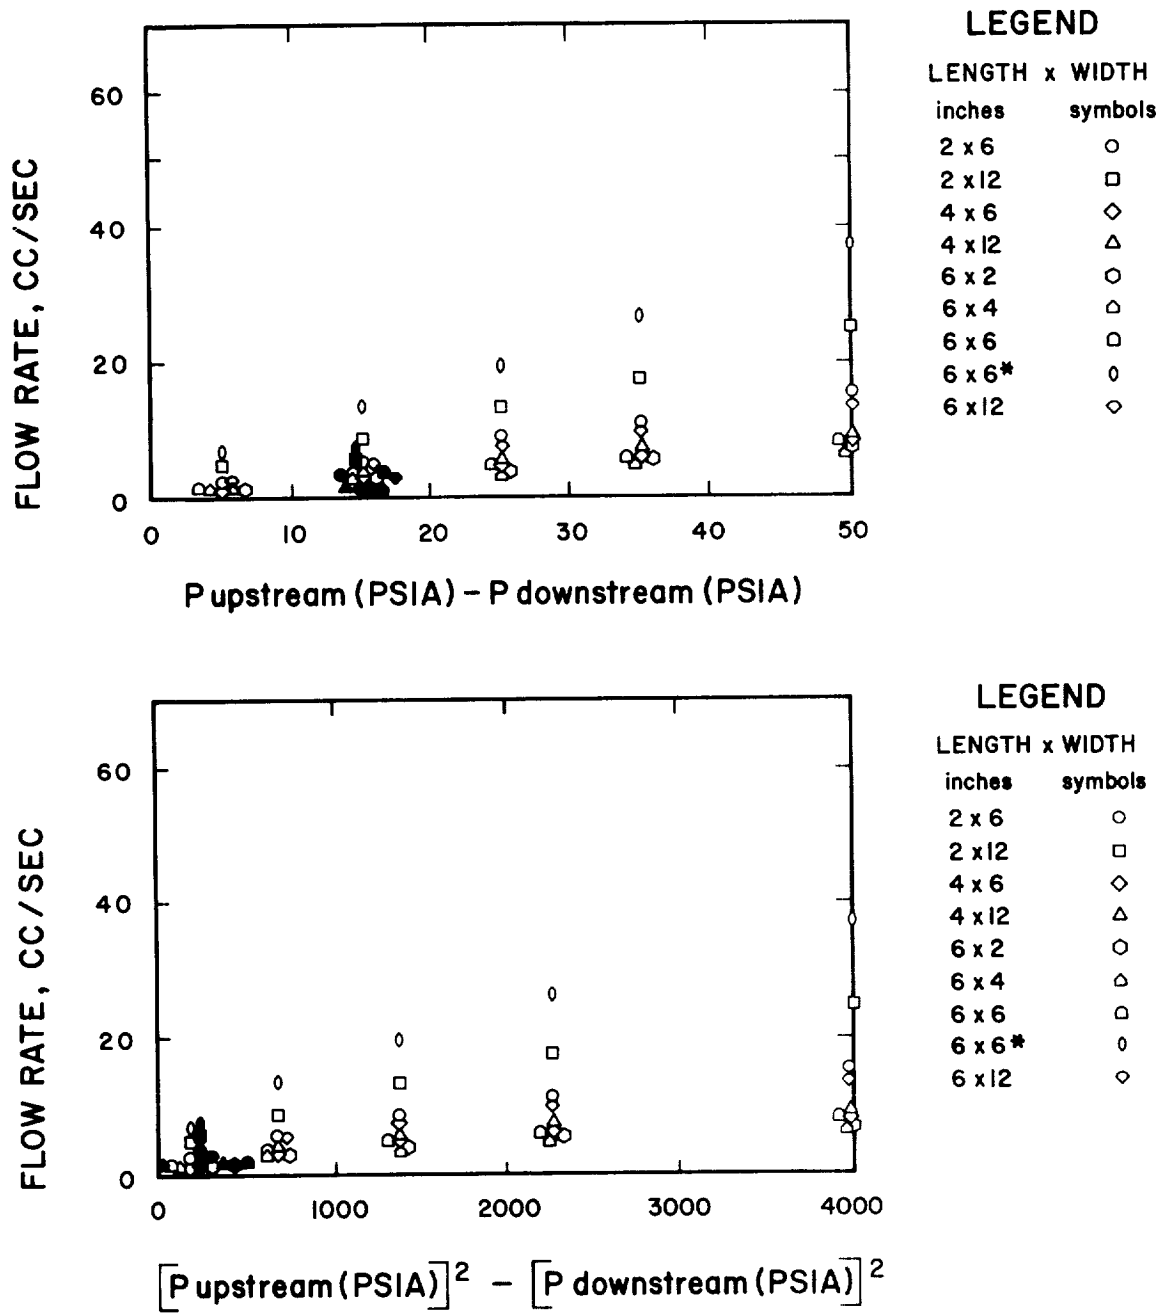 LEGEND
LENGTH x WIDTH
inches symbols
2 x 6
2 x 12
4 x 6
4 x 12
6 x 2
6 x 4
6 x 6
6 x 6*
6 x 12
FLOW RATE, CC/SEC
60
40
20
0
0 10 20 30 40 50
P upstream (PSIA) – P downstream (PSIA)
LEGEND
LENGTH x WIDTH
inches symbols
2 x 6
2 x 12
4 x 6
4 x 12
6 x 2
6 x 4
6 x 6
6 x 6*
6 x 12
FLOW RATE, CC/SEC
60
40
20
0
0 1000 2000 3000 4000
[P upstream (PSIA)]² – [P downstream (PSIA)]²